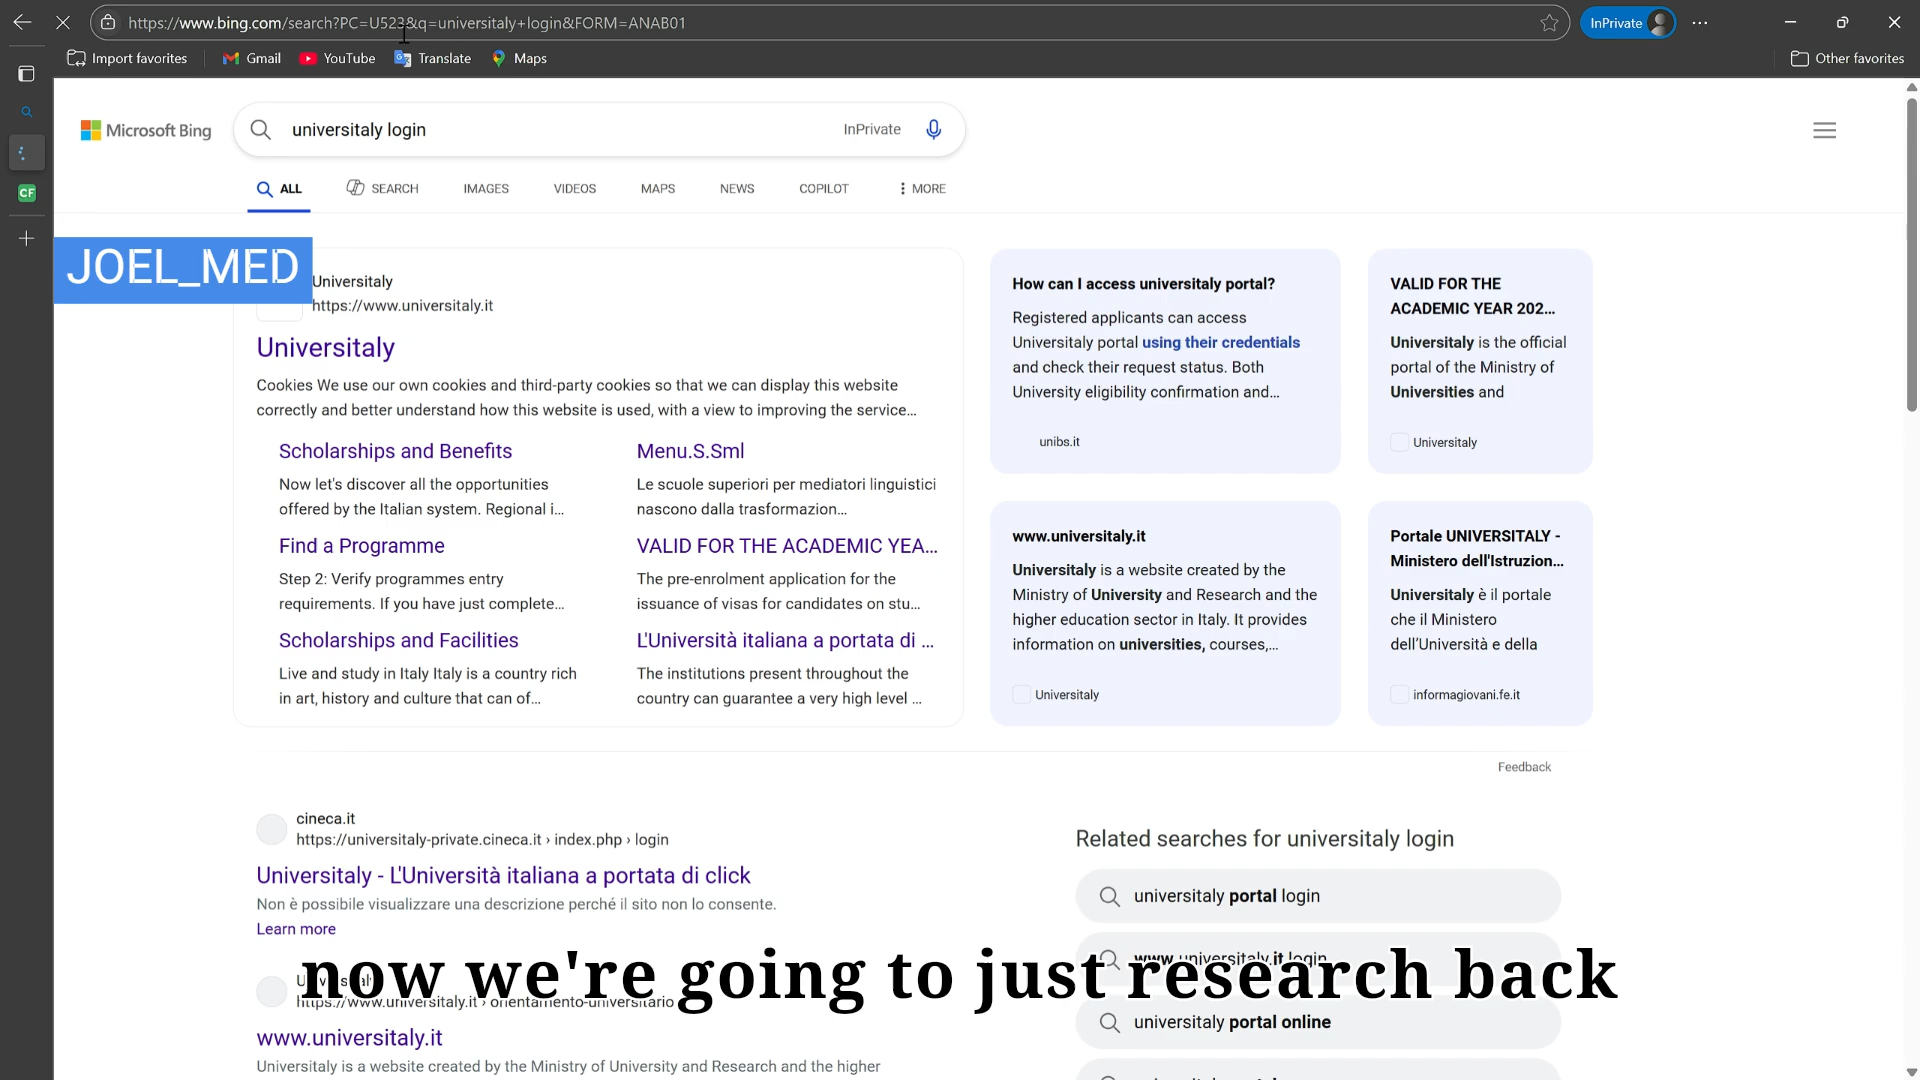 https://www.bing.com/search?PC=U523&q=universitaly+login&FORM=ANAB01
InPrivate
Import favorites
Gmail
YouTube
Translate
Maps
Other favorites
Microsoft Bing
universitaly login
InPrivate
ALL
SEARCH
IMAGES
VIDEOS
MAPS
NEWS
COPILOT
MORE
CF
JOEL_MED
Universitaly
https://www.universitaly.it
Universitaly
Cookies We use our own cookies and third-party cookies so that we can display this website
correctly and better understand how this website is used, with a view to improving the service...
Scholarships and Benefits
Now let's discover all the opportunities
offered by the Italian system. Regional i...
Find a Programme
Step 2: Verify programmes entry
requirements. If you have just complete...
Scholarships and Facilities
Live and study in Italy Italy is a country rich
in art, history and culture that can of...
Menu.S.Sml
Le scuole superiori per mediatori linguistici
nascono dalla trasformazion...
VALID FOR THE ACADEMIC YEA...
The pre-enrolment application for the
issuance of visas for candidates on stu...
L'Università italiana a portata di ...
The institutions present throughout the
country can guarantee a very high level ...
How can I access universitaly portal?
Registered applicants can access
Universitaly portal using their credentials
and check their request status. Both
University eligibility confirmation and...
unibs.it
VALID FOR THE
ACADEMIC YEAR 202...
Universitaly is the official
portal of the Ministry of
Universities and
Universitaly
www.universitaly.it
Universitaly is a website created by the
Ministry of University and Research and the
higher education sector in Italy. It provides
information on universities, courses,...
Universitaly
Portale UNIVERSITALY -
Ministero dell'Istruzion...
Universitaly è il portale
che il Ministero
dell'Università e della
informagiovani.fe.it
Feedback
cineca.it
https://universitaly-private.cineca.it › index.php › login
Universitaly - L'Università italiana a portata di click
Non è possibile visualizzare una descrizione perché il sito non lo consente.
Learn more
https://www.universitaly.it › orientamento-universitario
www.universitaly.it
Universitaly is a website created by the Ministry of University and Research and the higher
Related searches for universitaly login
universitaly portal login
www universitaly.it login
universitaly portal online
now we're going to just research back